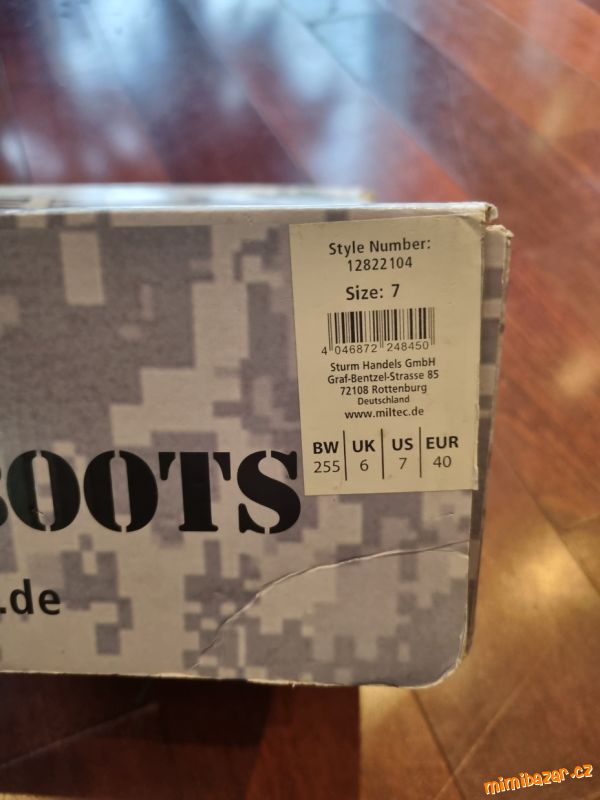 Style Number:
12822104
Size: 7
4 046872 248450
Sturm Handels GmbH
Graf-Bentzel-Strasse 85
72108 Rottenburg
Deutschland
www.miltec.de
BW UK US EUR
255 6 7 40
BOOTS
.de
mimibazar.cz